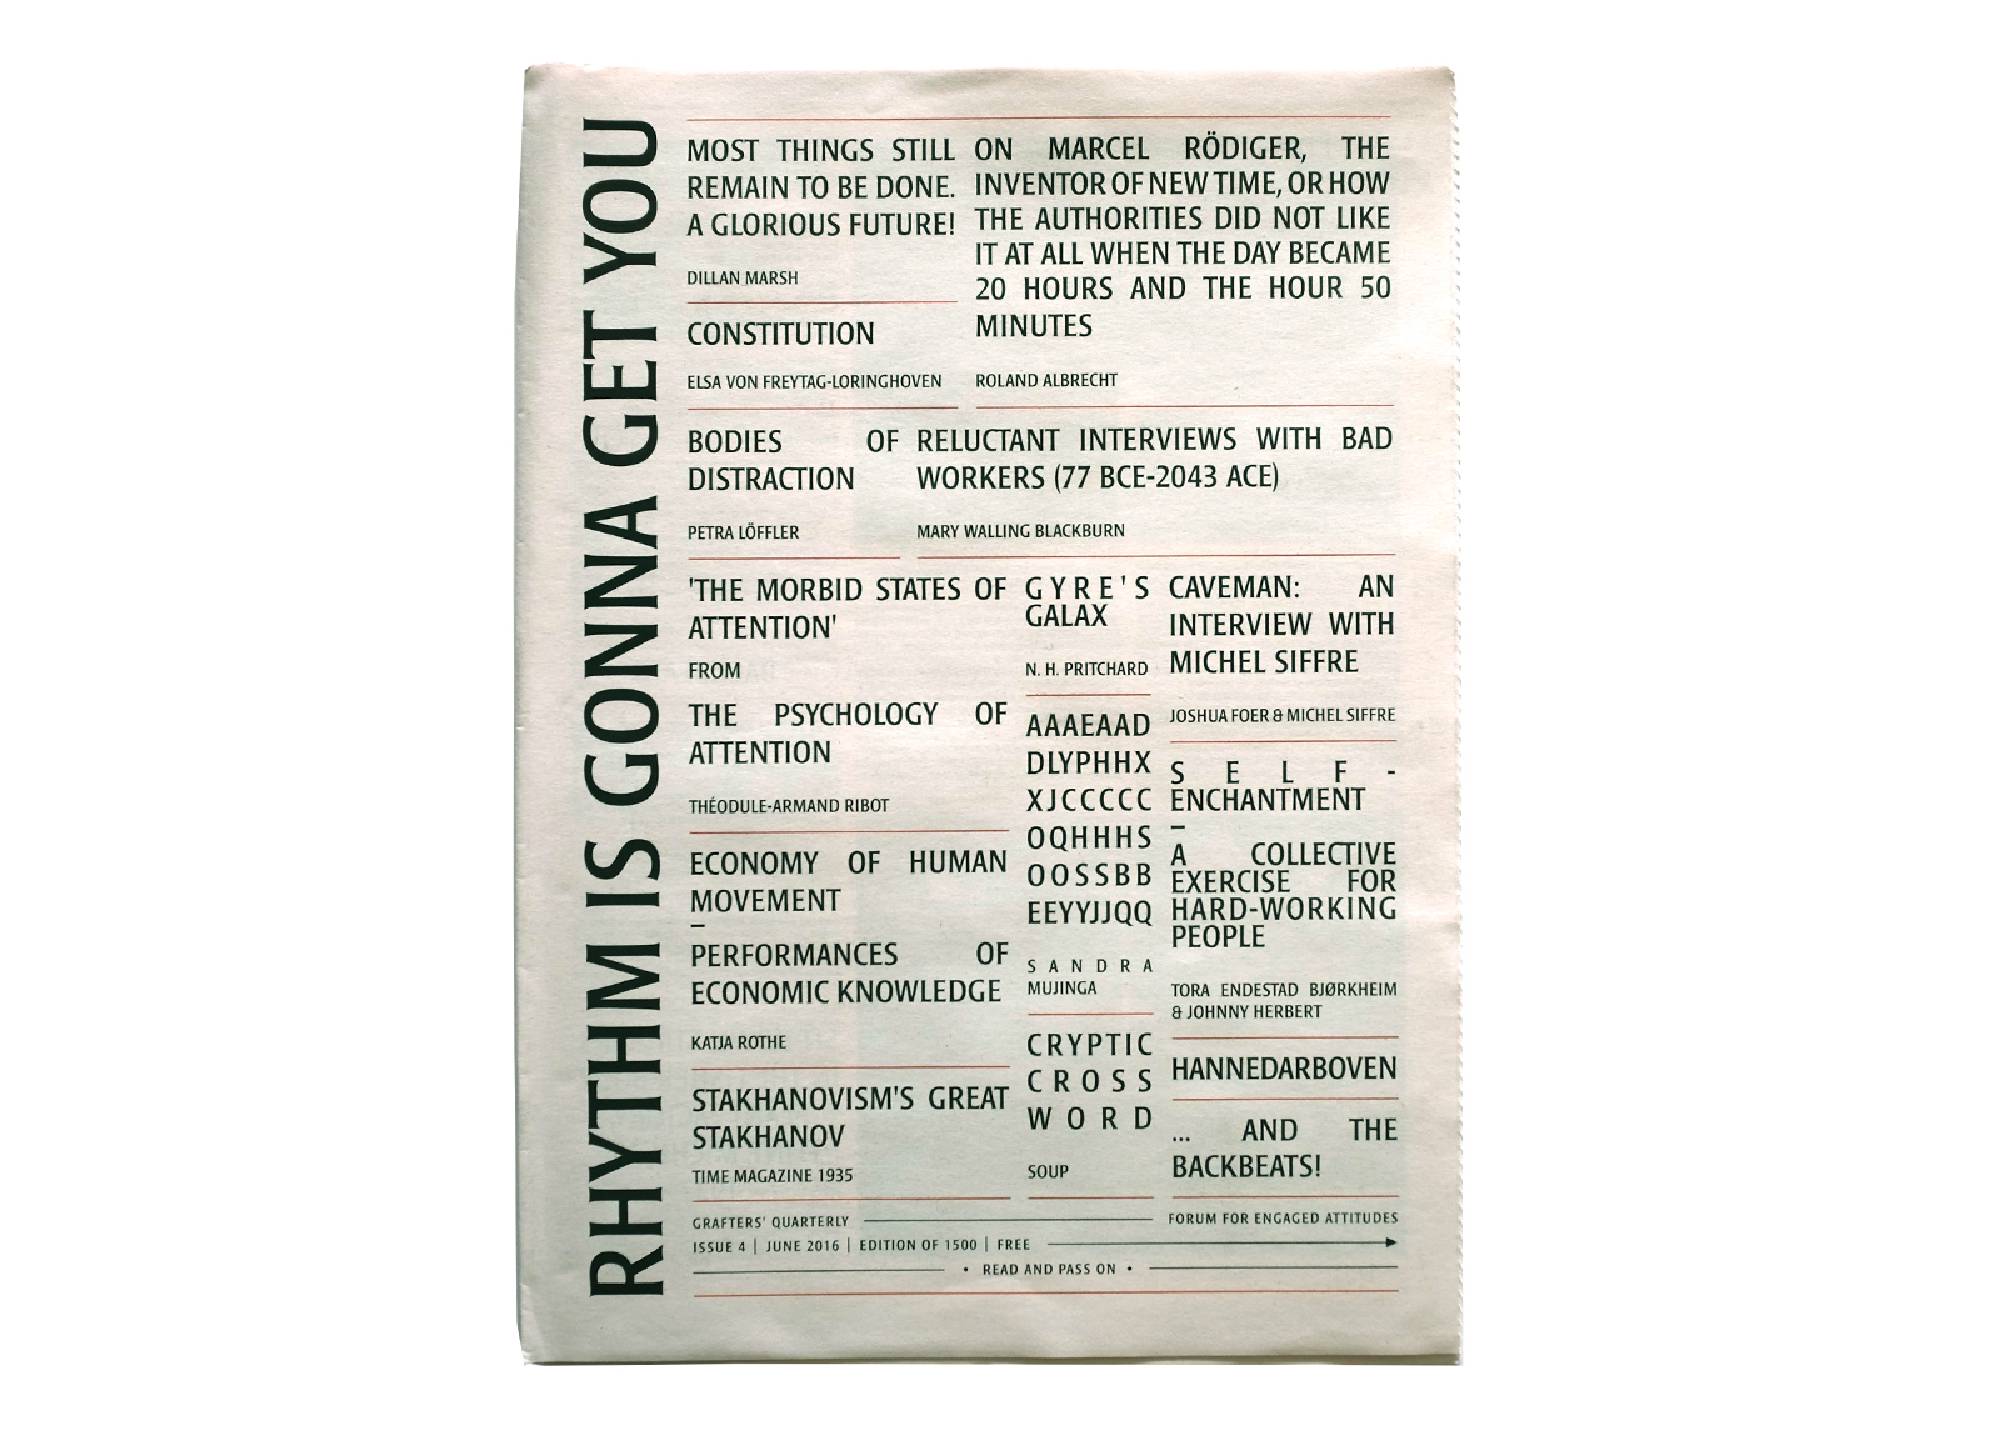 RHYTHM IS GONNA GET YOU
MOST THINGS STILL
REMAIN TO BE DONE.
A GLORIOUS FUTURE!
DILLAN MARSH
CONSTITUTION
ELSA VON FREYTAG-LORINGHOVEN
ON MARCEL RÖDIGER, THE
INVENTOR OF NEW TIME, OR HOW
THE AUTHORITIES DID NOT LIKE
IT AT ALL WHEN THE DAY BECAME
20 HOURS AND THE HOUR 50
MINUTES
ROLAND ALBRECHT
BODIES OF
DISTRACTION
PETRA LÖFFLER
RELUCTANT INTERVIEWS WITH BAD
WORKERS (77 BCE-2043 ACE)
MARY WALLING BLACKBURN
'THE MORBID STATES OF
ATTENTION'
FROM
THE PSYCHOLOGY OF
ATTENTION
THÉODULE-ARMAND RIBOT
ECONOMY OF HUMAN
MOVEMENT
–
PERFORMANCES OF
ECONOMIC KNOWLEDGE
KATJA ROTHE
STAKHANOVISM'S GREAT
STAKHANOV
TIME MAGAZINE 1935
GYRE'S
GALAX
N. H. PRITCHARD
AAAEAAD
DLYPHHX
XJCCCCC
OQHHHS
OOSSBB
EEYYJJQQ
SANDRA
MUJINGA
CRYPTIC
CROSS
WORD
SOUP
CAVEMAN: AN
INTERVIEW WITH
MICHEL SIFFRE
JOSHUA FOER & MICHEL SIFFRE
SELF-
ENCHANTMENT
–
A COLLECTIVE
EXERCISE FOR
HARD-WORKING
PEOPLE
TORA ENDESTAD BJØRKHEIM
& JOHNNY HERBERT
HANNEDARBOVEN
... AND THE
BACKBEATS!
GRAFTERS' QUARTERLY
FORUM FOR ENGAGED ATTITUDES
ISSUE 4 | JUNE 2016 | EDITION OF 1500 | FREE
• READ AND PASS ON •